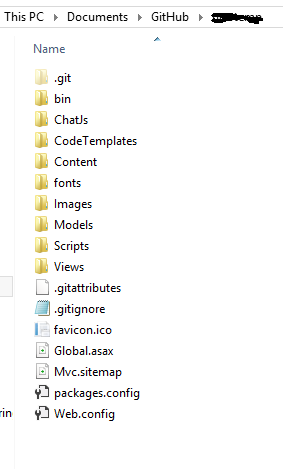 This PC > Documents > GitHub >
Name
.git
bin
ChatJs
CodeTemplates
Content
fonts
Images
Models
Scripts
Views
.gitattributes
.gitignore
favicon.ico
Global.asax
Mvc.sitemap
packages.config
Web.config